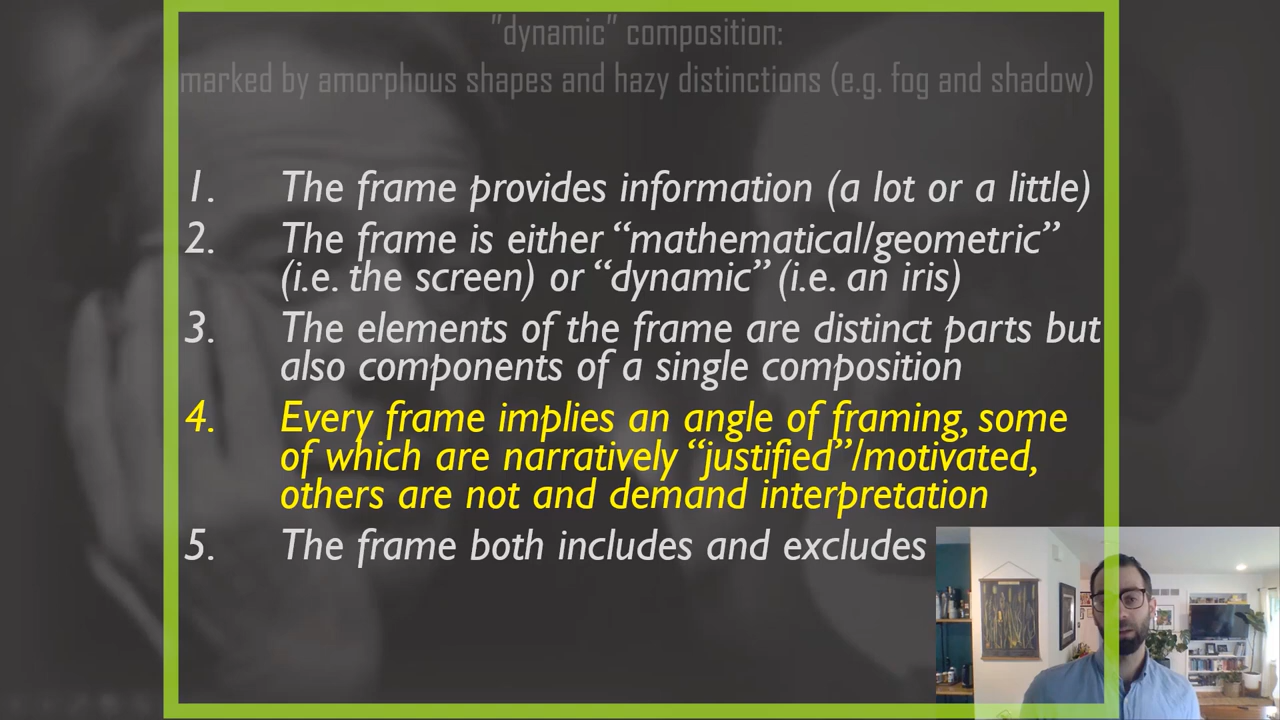 "dynamic" composition:
marked by amorphous shapes and hazy distinctions (e.g. fog and shadow)
1. The frame provides information (a lot or a little)
2. The frame is either “mathematical/geometric”
(i.e. the screen) or “dynamic” (i.e. an iris)
3. The elements of the frame are distinct parts but
also components of a single composition
4. Every frame implies an angle of framing, some
of which are narratively “justified”/motivated,
others are not and demand interpretation
5. The frame both includes and excludes